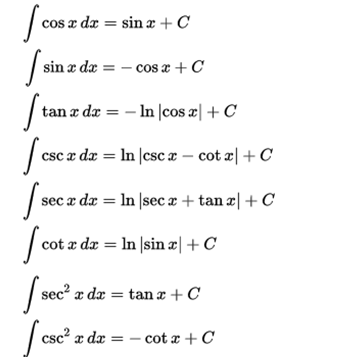 ∫ cos x dx = sin x + C
∫ sin x dx = − cos x + C
∫ tan x dx = − ln |cos x| + C
∫ csc x dx = ln |csc x − cot x| + C
∫ sec x dx = ln |sec x + tan x| + C
∫ cot x dx = ln |sin x| + C
∫ sec² x dx = tan x + C
∫ csc² x dx = − cot x + C